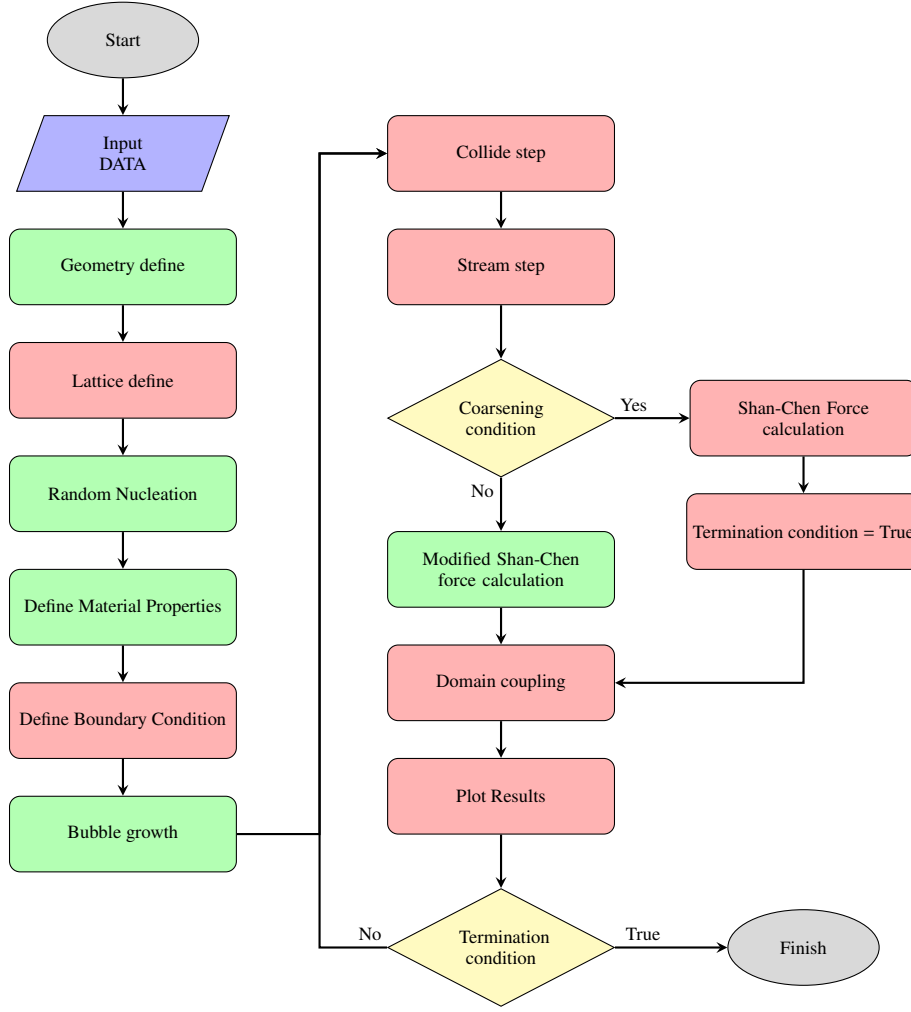 Start
Input
DATA
Geometry define
Lattice define
Random Nucleation
Define Material Properties
Define Boundary Condition
Bubble growth
Collide step
Stream step
Coarsening
condition
Yes
Shan-Chen Force
calculation
Termination condition = True
No
Modified Shan-Chen
force calculation
Domain coupling
Plot Results
No
Termination
condition
True
Finish